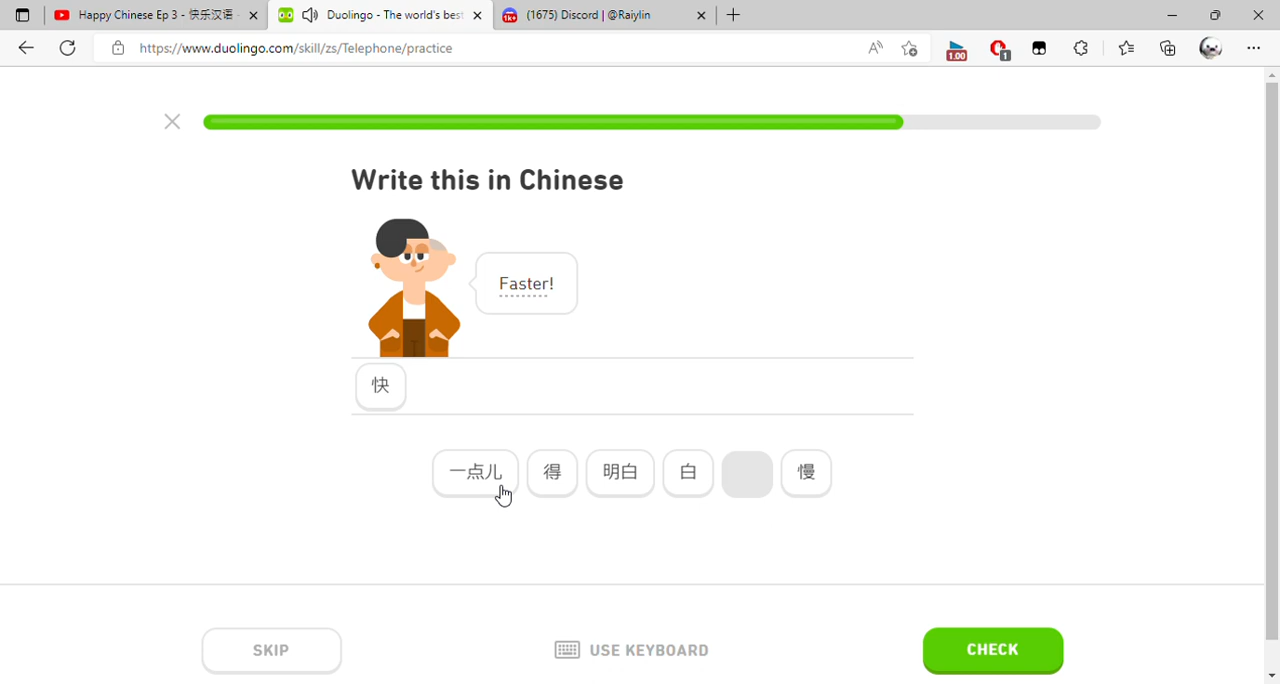 Happy Chinese Ep 3 - 快乐汉语 -
Duolingo - The world's best
(1675) Discord | @Raiylin
1k+
https://www.duolingo.com/skill/zs/Telephone/practice
1.00
1
Write this in Chinese
Faster!
快
一点儿 得 明白 白 慢
SKIP USE KEYBOARD CHECK